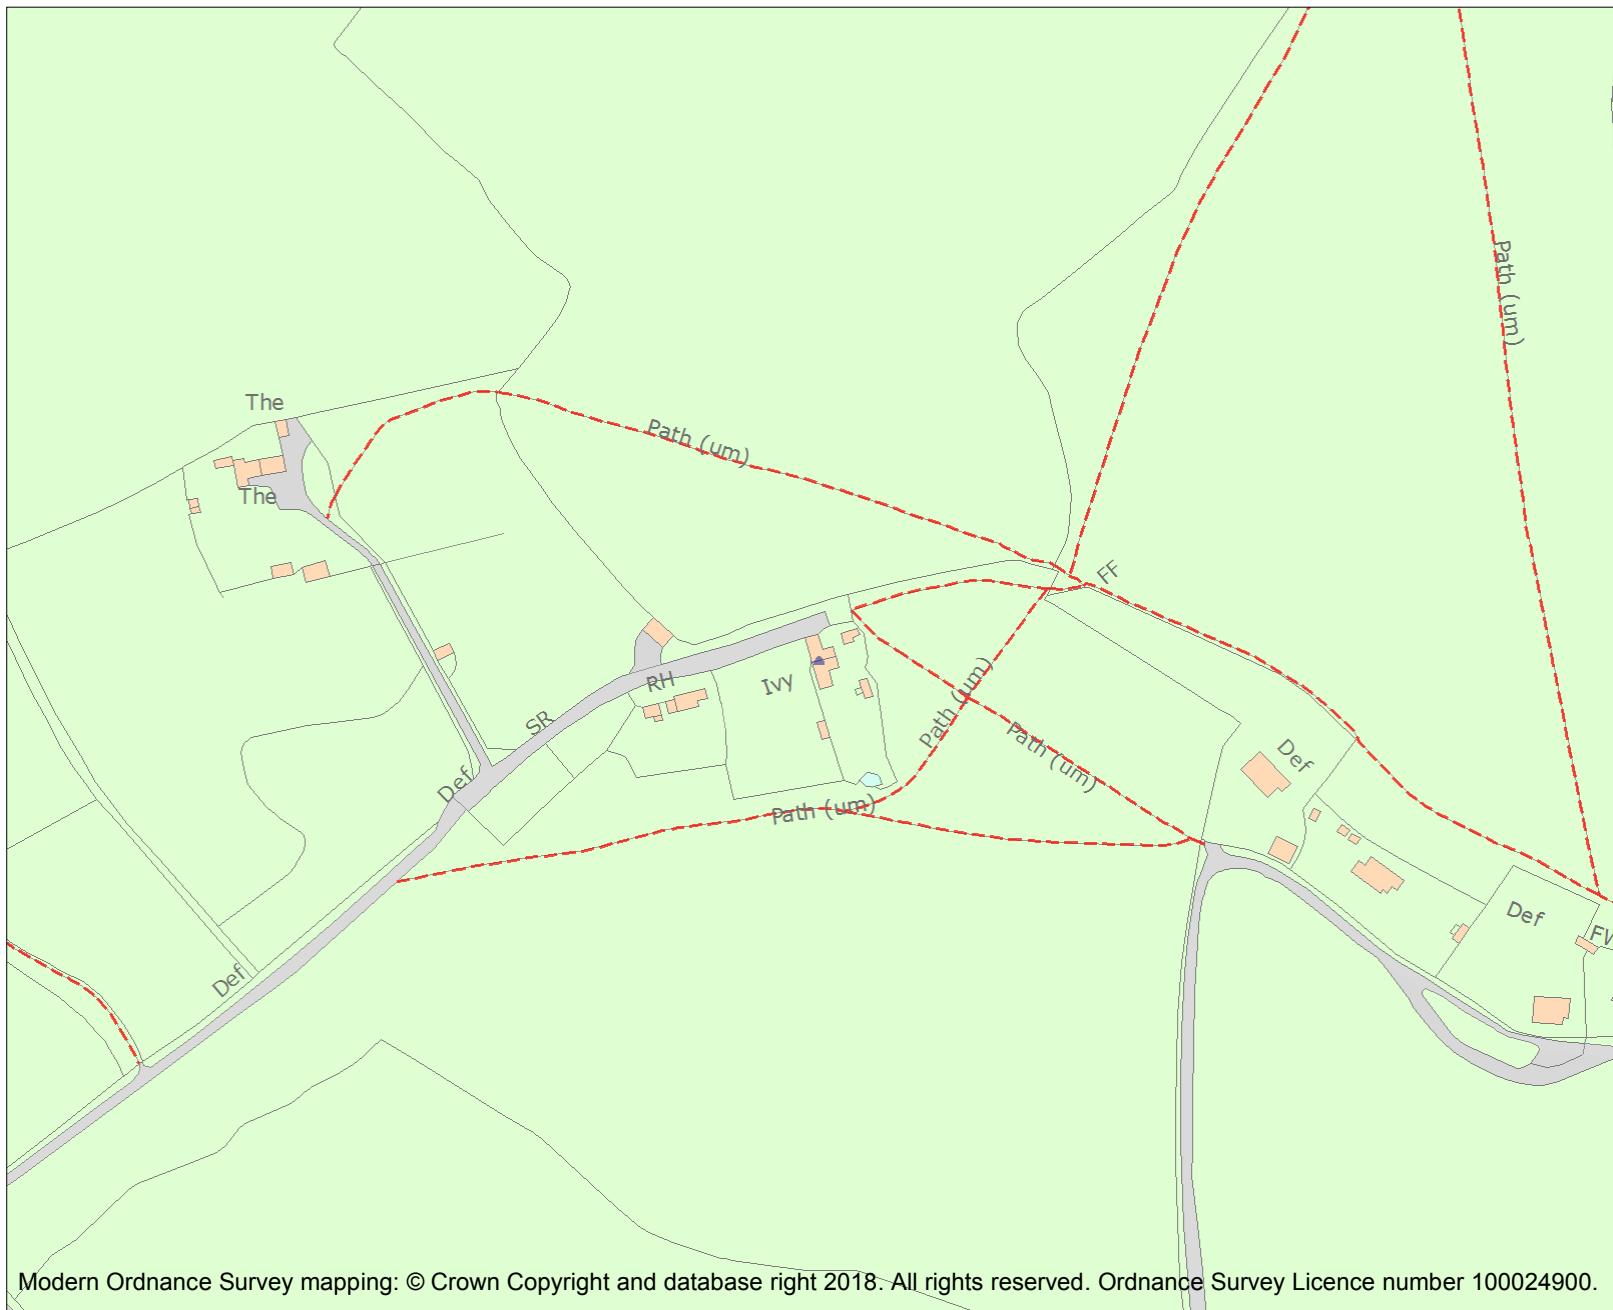 Path (um)
The
Path (um)
The
FF
RH
Ivy
Path (um)
SR
Path (um)
Def
Def
Path (um)
Def
Def
Modern Ordnance Survey mapping: © Crown Copyright and database right 2018. All rights reserved. Ordnance Survey Licence number 100024900.